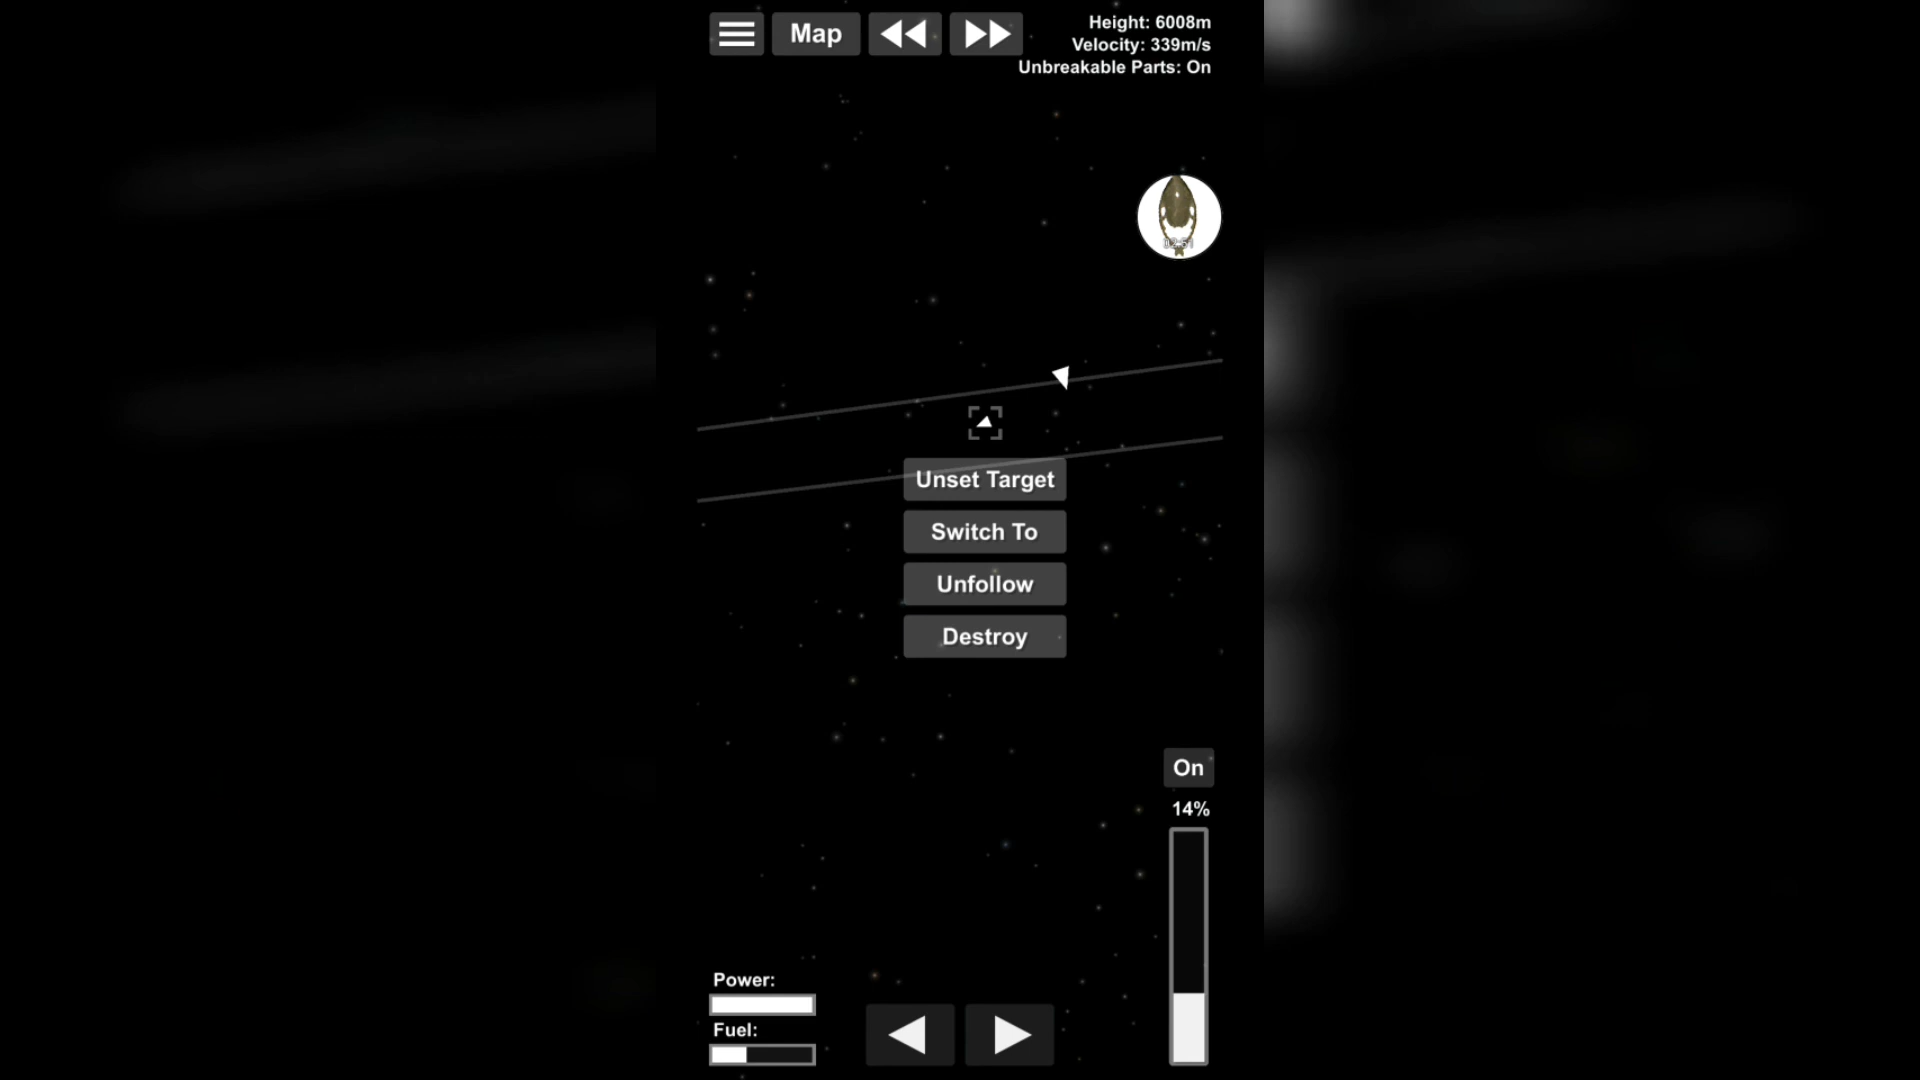 Map
Height: 6008m
Velocity: 339m/s
Unbreakable Parts: On
Unset Target
Switch To
Unfollow
Destroy
On
14%
Power:
Fuel: